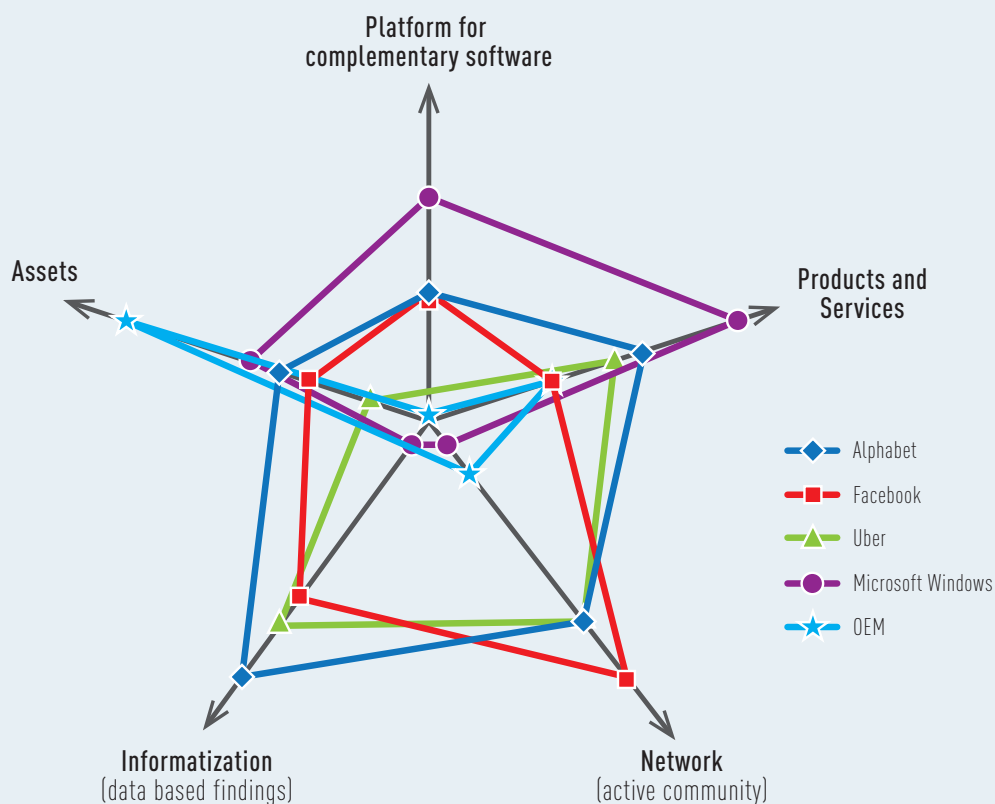 Platform for
complementary software
Assets
Products and
Services
Alphabet
Facebook
Uber
Microsoft Windows
OEM
Informatization
(data based findings)
Network
(active community)